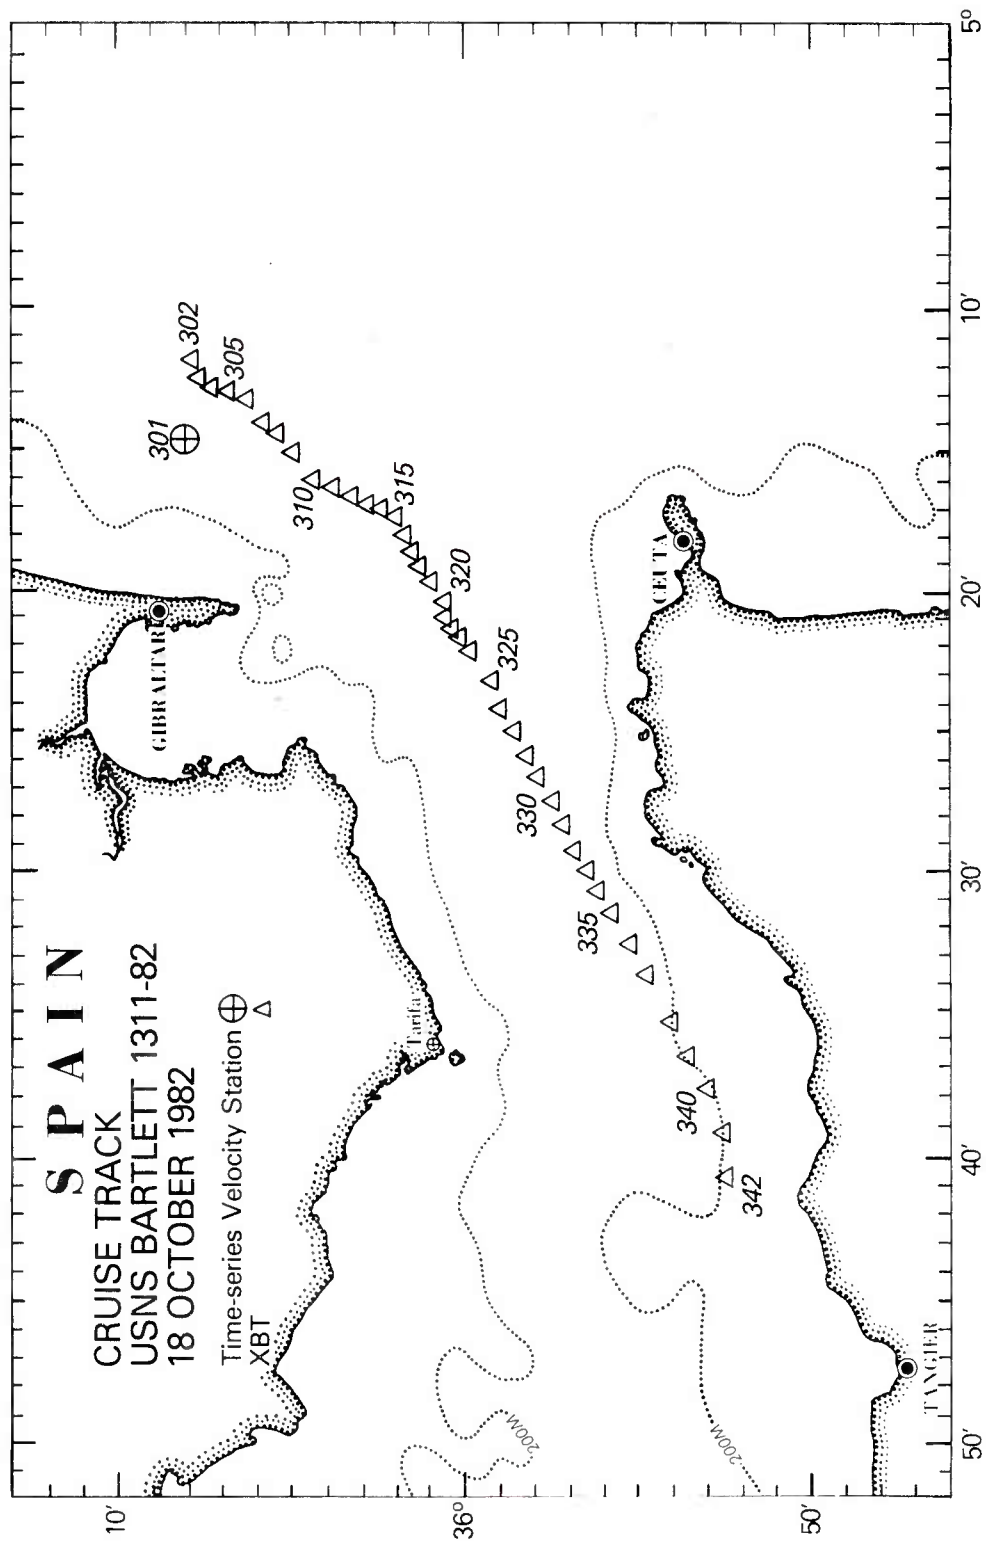 S P A I N
CRUISE TRACK
USNS BARTLETT 1311-82
18 OCTOBER 1982
Time-series Velocity Station
XBT
GIBRALTAR
Tarifa
CEUTA
TANGIER
200M
200M
301
302
305
310
315
320
325
330
335
340
342
10'
36°
50'
50'
40'
30'
20'
10'
5°